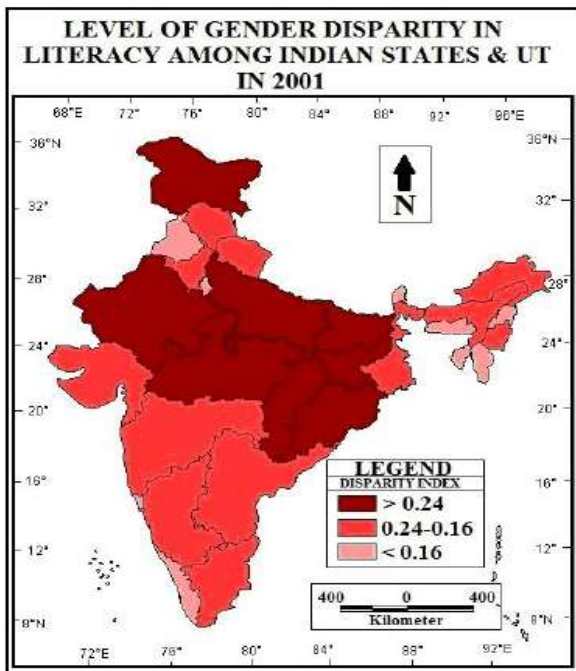 LEVEL OF GENDER DISPARITY IN
LITERACY AMONG INDIAN STATES & UT
IN 2001
68°E 72° 76° 80° 84° 88° 92° 96°E
36°N 36°N
N
32° 32°
28° 28°
24° 24°
20° 20°
16° 16°
12° 12°
8°N 8°N
LEGEND
DISPARITY INDEX
> 0.24
0.24-0.16
< 0.16
400 0 400
Kilometer
72°E 76° 80° 84° 88° 92°E